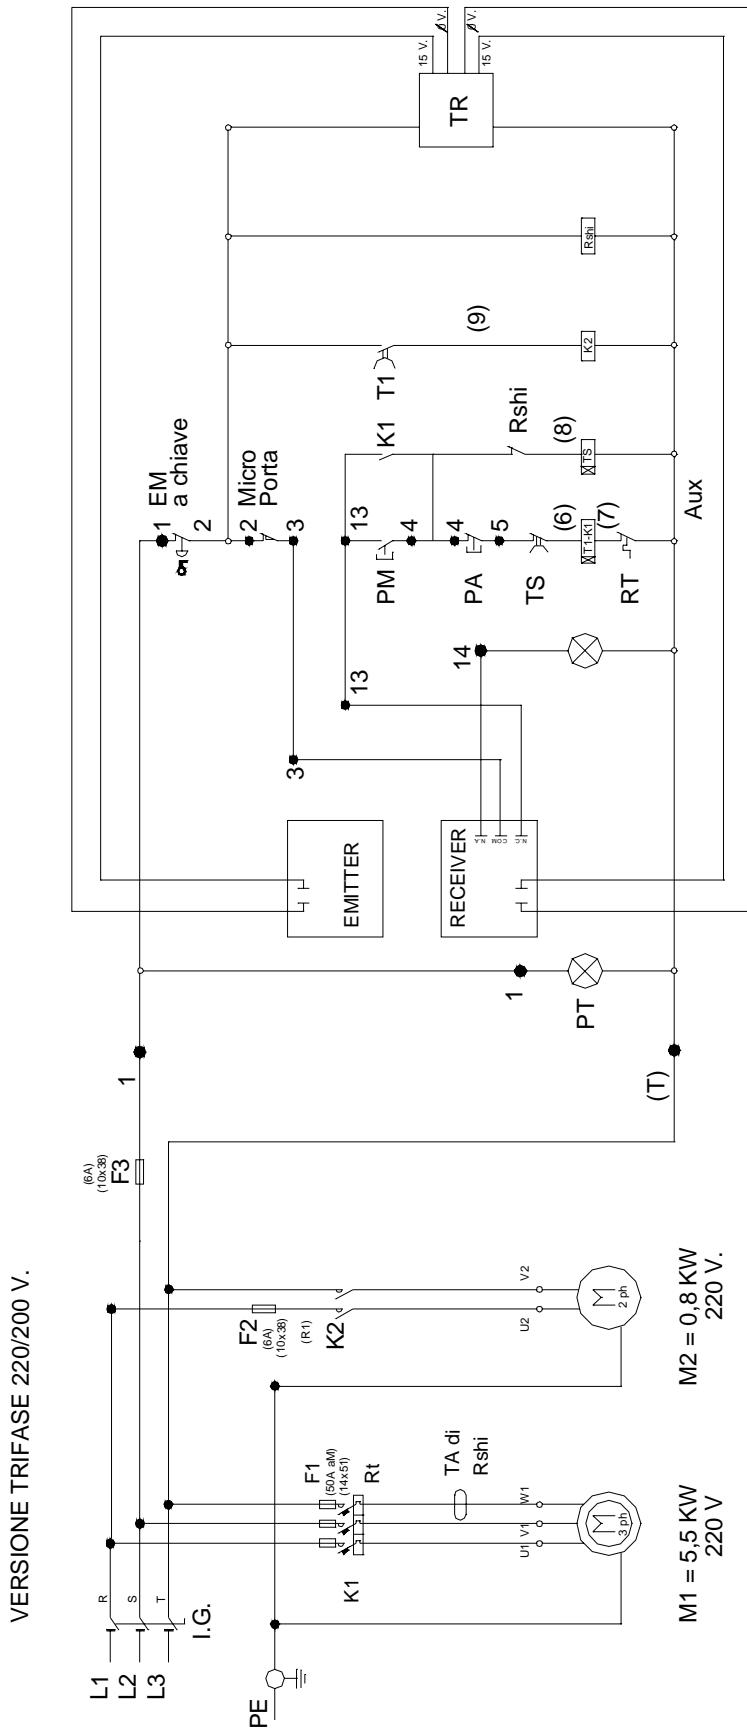 VERSIONE TRIFASE 220/200 V.
L1
L2
L3
R
S
T
I.G.
PE
K1
F1
(50A aM)
(14x51)
Rt
TA di
Rshi
U1
V1
W1
M
3 ph
M1 = 5,5 KW
220 V
F2
(6A)
(10x38)
(R1)
K2
U2
V2
M
2 ph
M2 = 0,8 KW
220 V.
(6A)
(10x38)
F3
1
(T)
1
PT
EMITTER
RECEIVER
N.A.
COM
N.C.
3
13
14
1
EM
a chiave
2
2
Micro
Porta
3
13
PM
4
4
PA
5
TS
(6)
T1-K1
(7)
RT
Aux
K1
Rshi
(8)
TS
T1
(9)
K2
Rshi
TR
15 V.
0 V.
0 V.
15 V.